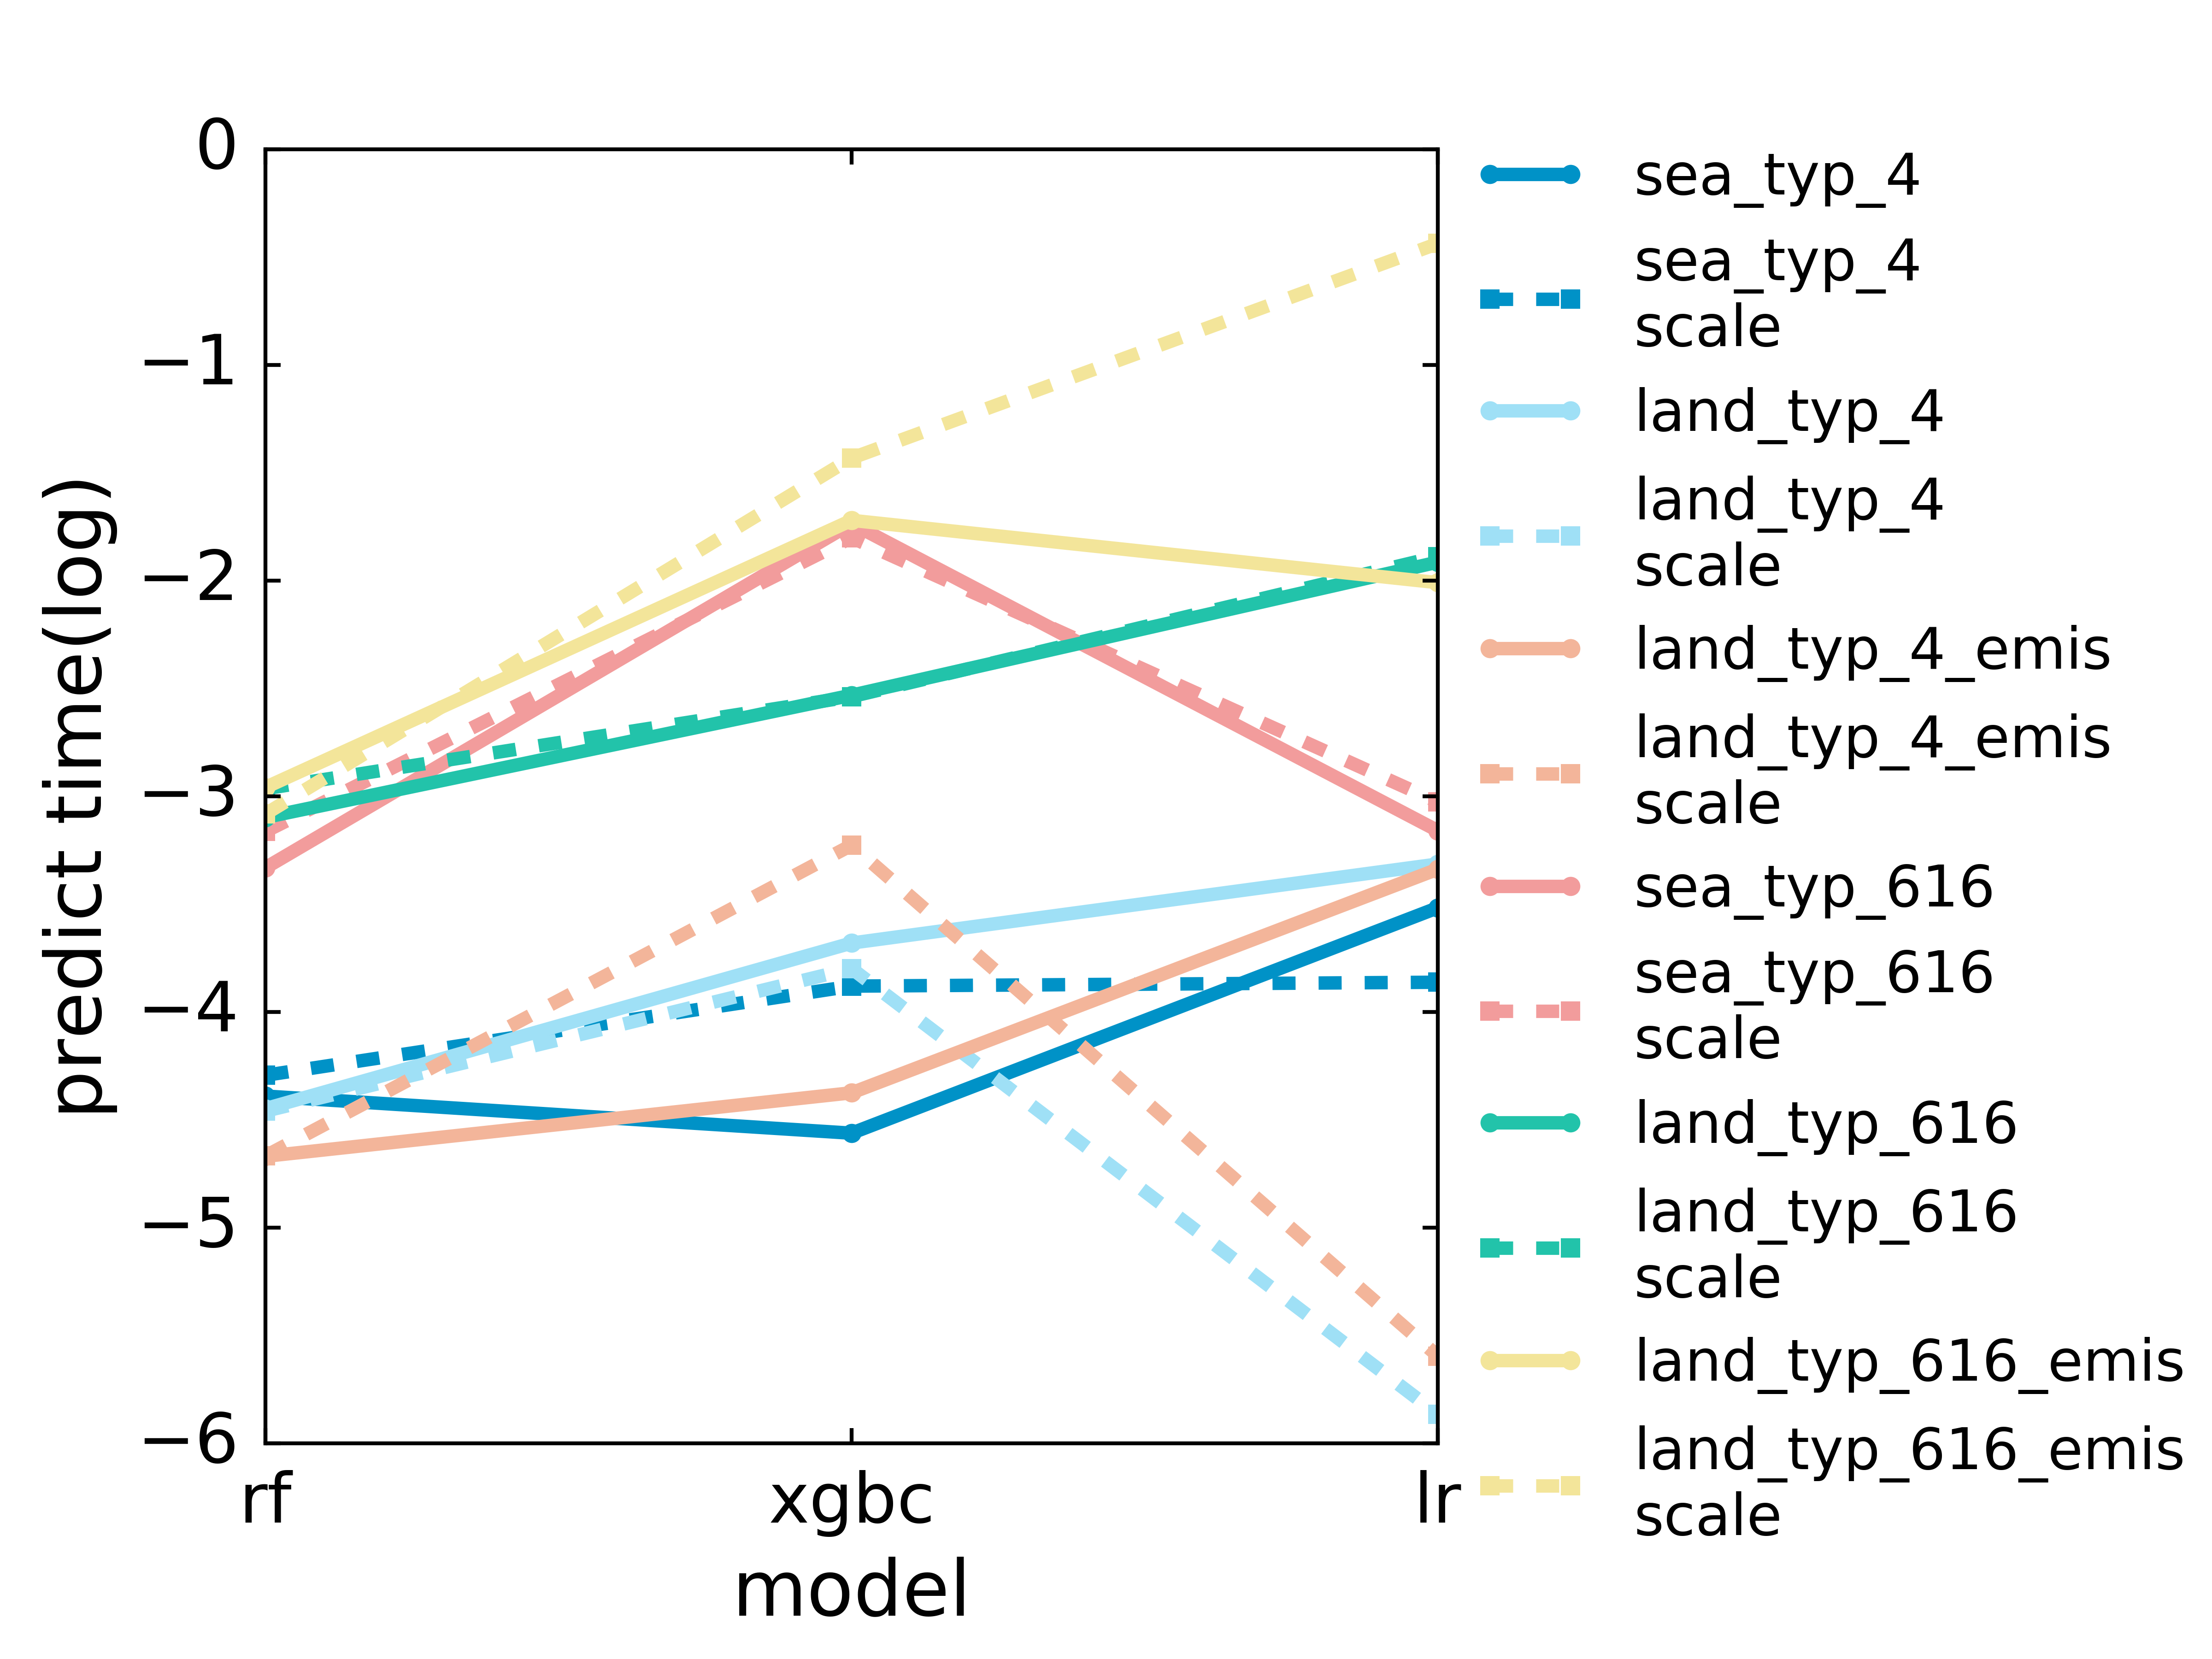 0
−1
−2
−3
−4
−5
−6
predict time(log)
rf
xgbc
lr
model
sea_typ_4
sea_typ_4
scale
land_typ_4
land_typ_4
scale
land_typ_4_emis
land_typ_4_emis
scale
sea_typ_616
sea_typ_616
scale
land_typ_616
land_typ_616
scale
land_typ_616_emis
land_typ_616_emis
scale